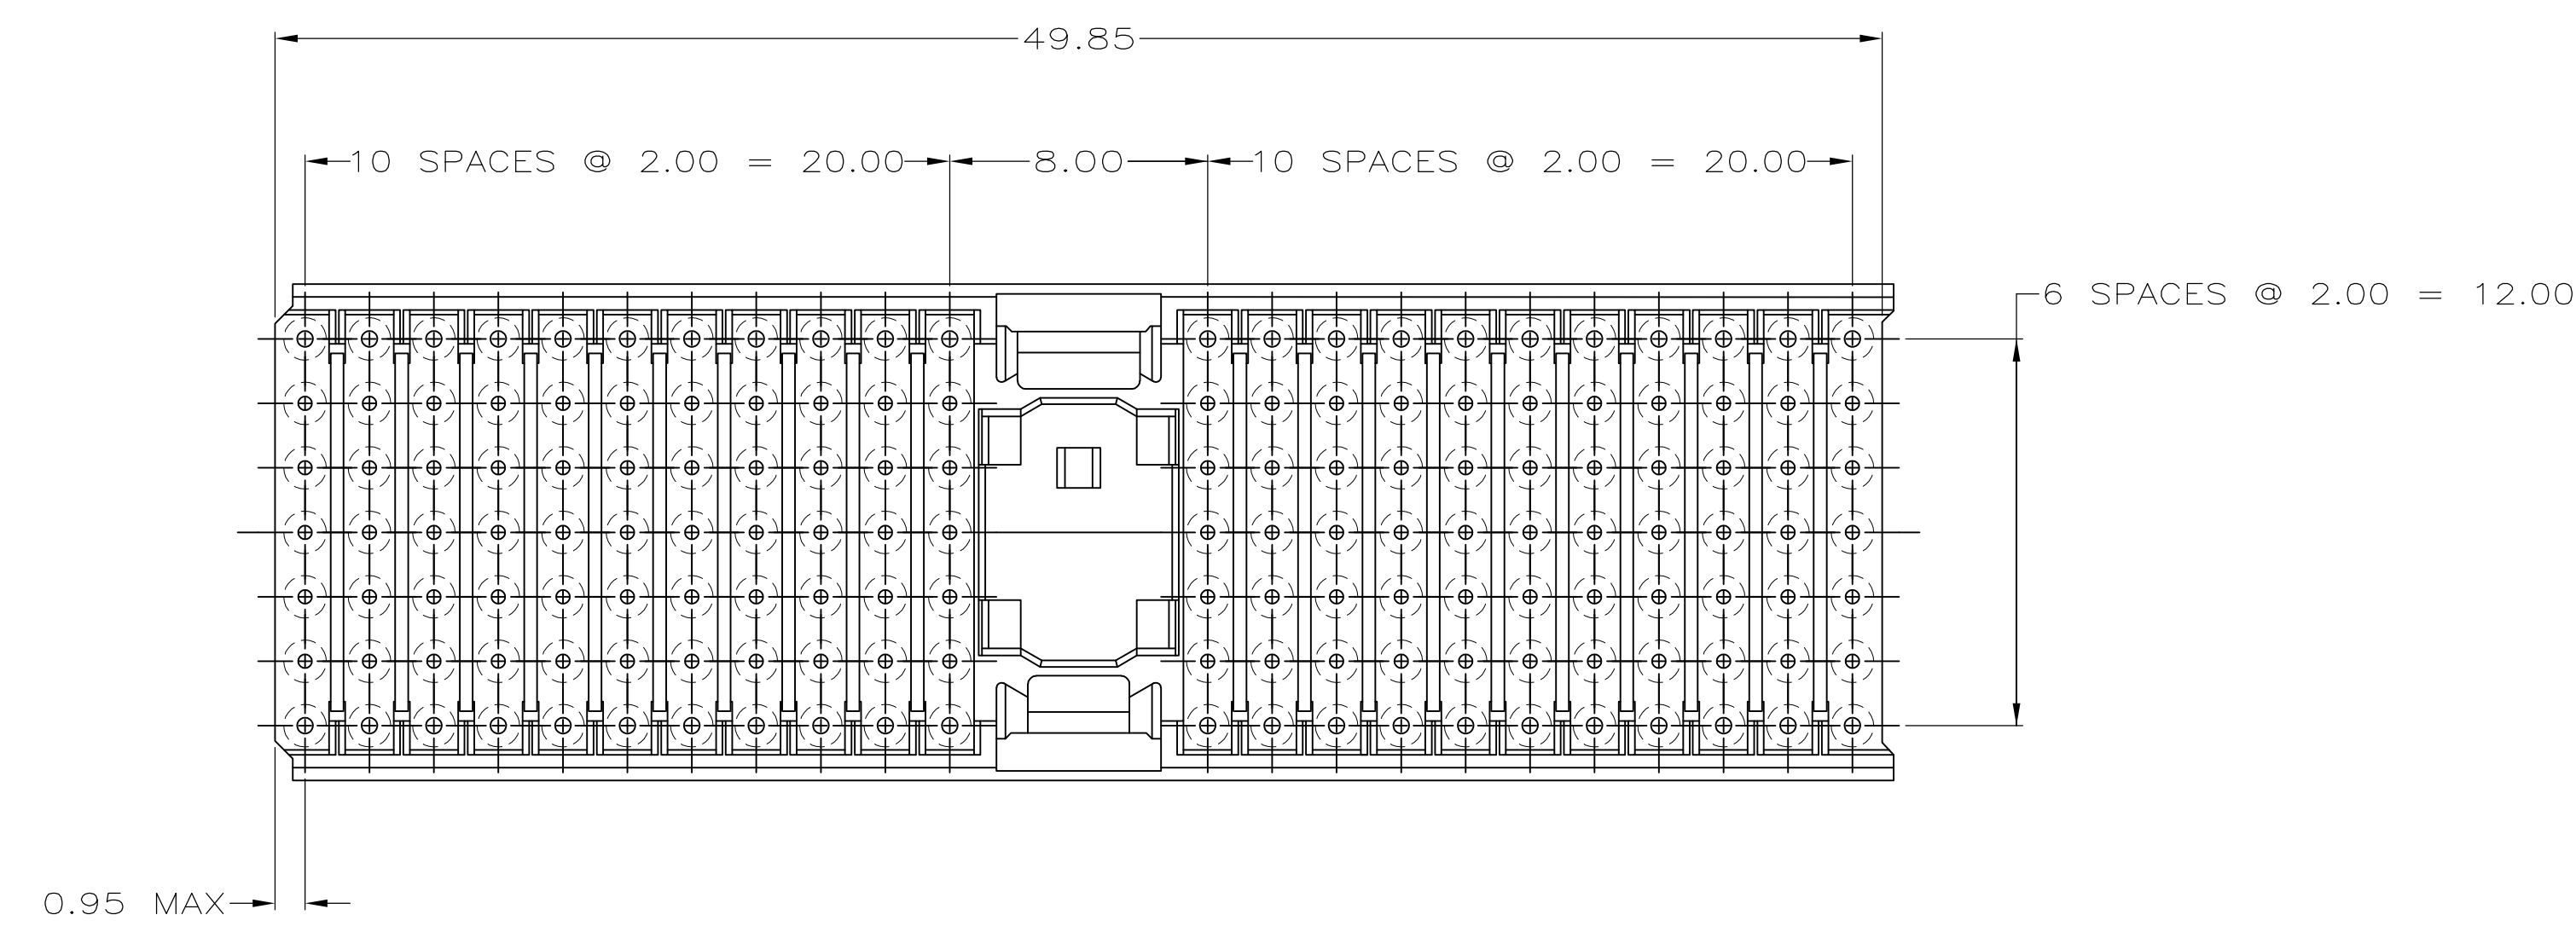 49.85
10 SPACES @ 2.00 = 20.00
8.00
10 SPACES @ 2.00 = 20.00
6 SPACES @ 2.00 = 12.00
0.95 MAX